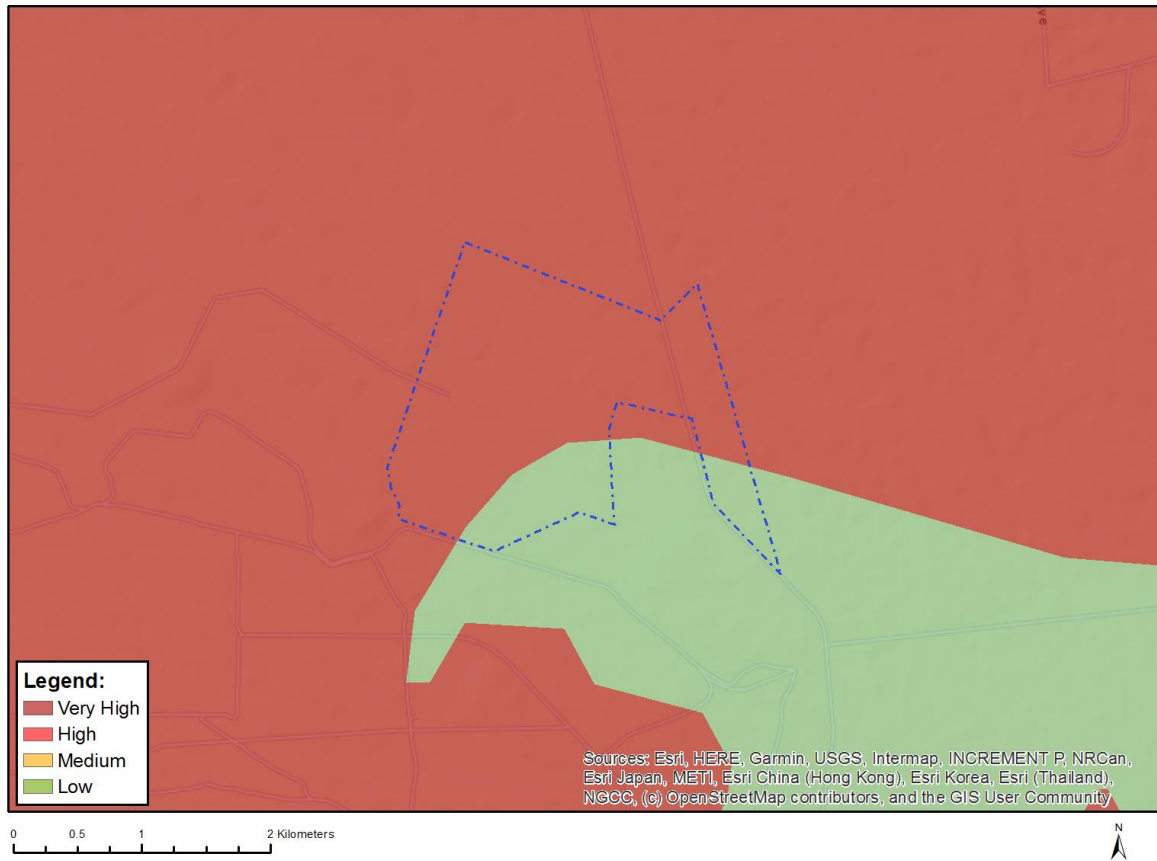 ve
Legend:
Very High
High
Medium
Low
Sources: Esri, HERE, Garmin, USGS, Intermap, INCREMENT P, NRCan,
Esri Japan, METI, Esri China (Hong Kong), Esri Korea, Esri (Thailand),
NGCC, (c) OpenStreetMap contributors, and the GIS User Community
0 0.5 1 2 Kilometers
N